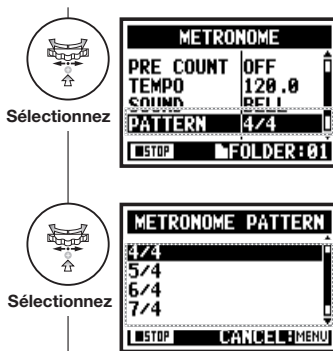 METRONOME
PRE COUNT OFF
TEMPO 120.0
SOUND BELL
PATTERN 4/4
STOP FOLDER:01
Sélectionnez
METRONOME PATTERN
4/4
5/4
6/4
7/4
STOP CANCEL:MENU
Sélectionnez